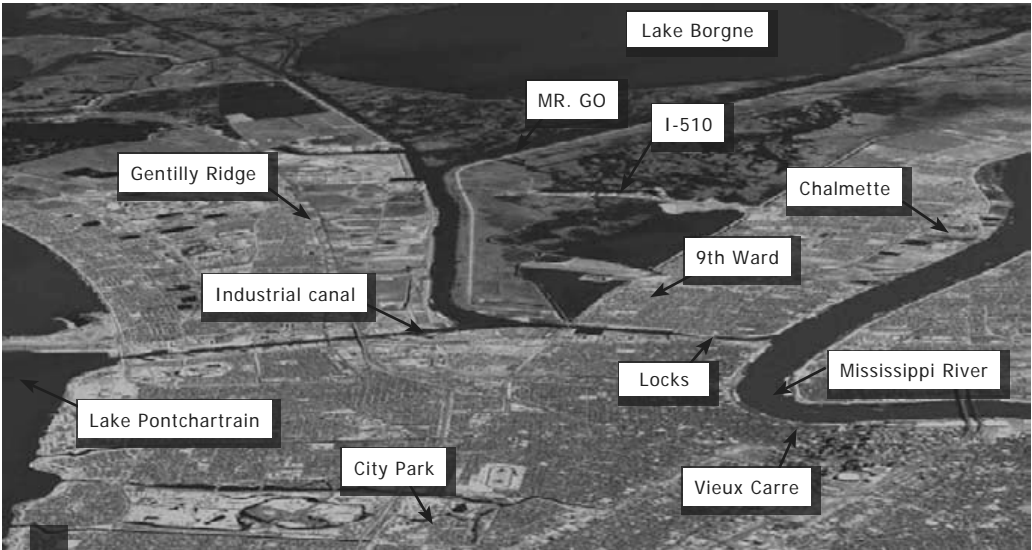 Lake Borgne
MR. GO
I-510
Gentilly Ridge
Chalmette
9th Ward
Industrial canal
Locks
Mississippi River
Lake Pontchartrain
City Park
Vieux Carre